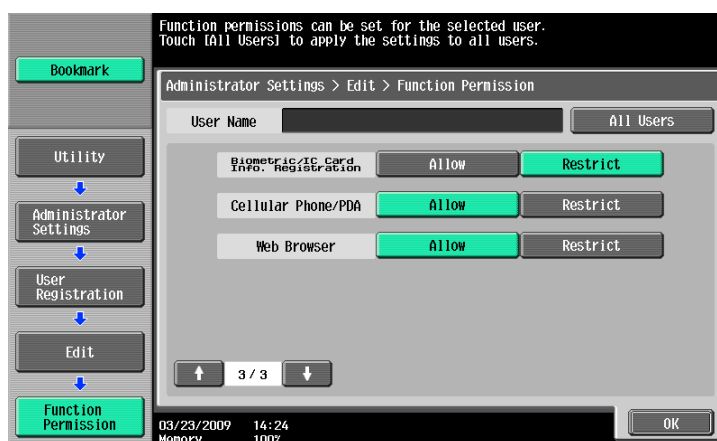 Function permissions can be set for the selected user.
Touch [All Users] to apply the settings to all users.
Bookmark
Administrator Settings > Edit > Function Permission
User Name
All Users
Utility
Biometric/IC Card
Info. Registration
Allow
Restrict
Administrator
Settings
Cellular Phone/PDA
Allow
Restrict
Web Browser
Allow
Restrict
User
Registration
Edit
3/3
Function
Permission
03/23/2009 14:24
Memory 100%
OK